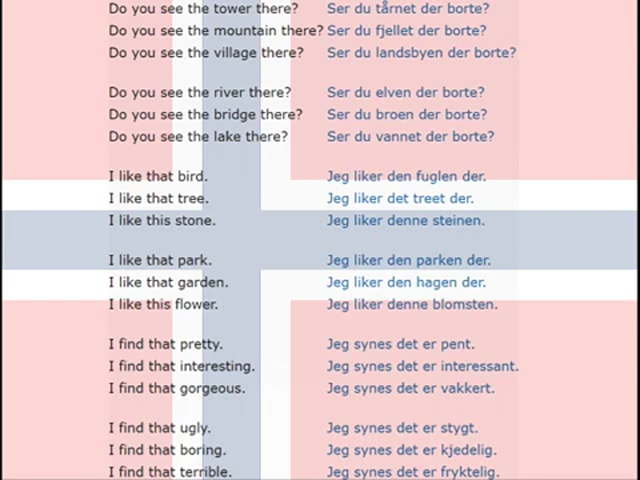 Do you see the tower there? Ser du tårnet der borte?
Do you see the mountain there? Ser du fjellet der borte?
Do you see the village there? Ser du landsbyen der borte?
Do you see the river there? Ser du elven der borte?
Do you see the bridge there? Ser du broen der borte?
Do you see the lake there? Ser du vannet der borte?
I like that bird. Jeg liker den fuglen der.
I like that tree. Jeg liker det treet der.
I like this stone. Jeg liker denne steinen.
I like that park. Jeg liker den parken der.
I like that garden. Jeg liker den hagen der.
I like this flower. Jeg liker denne blomsten.
I find that pretty. Jeg synes det er pent.
I find that interesting. Jeg synes det er interessant.
I find that gorgeous. Jeg synes det er vakkert.
I find that ugly. Jeg synes det er stygt.
I find that boring. Jeg synes det er kjedelig.
I find that terrible. Jeg synes det er fryktelig.